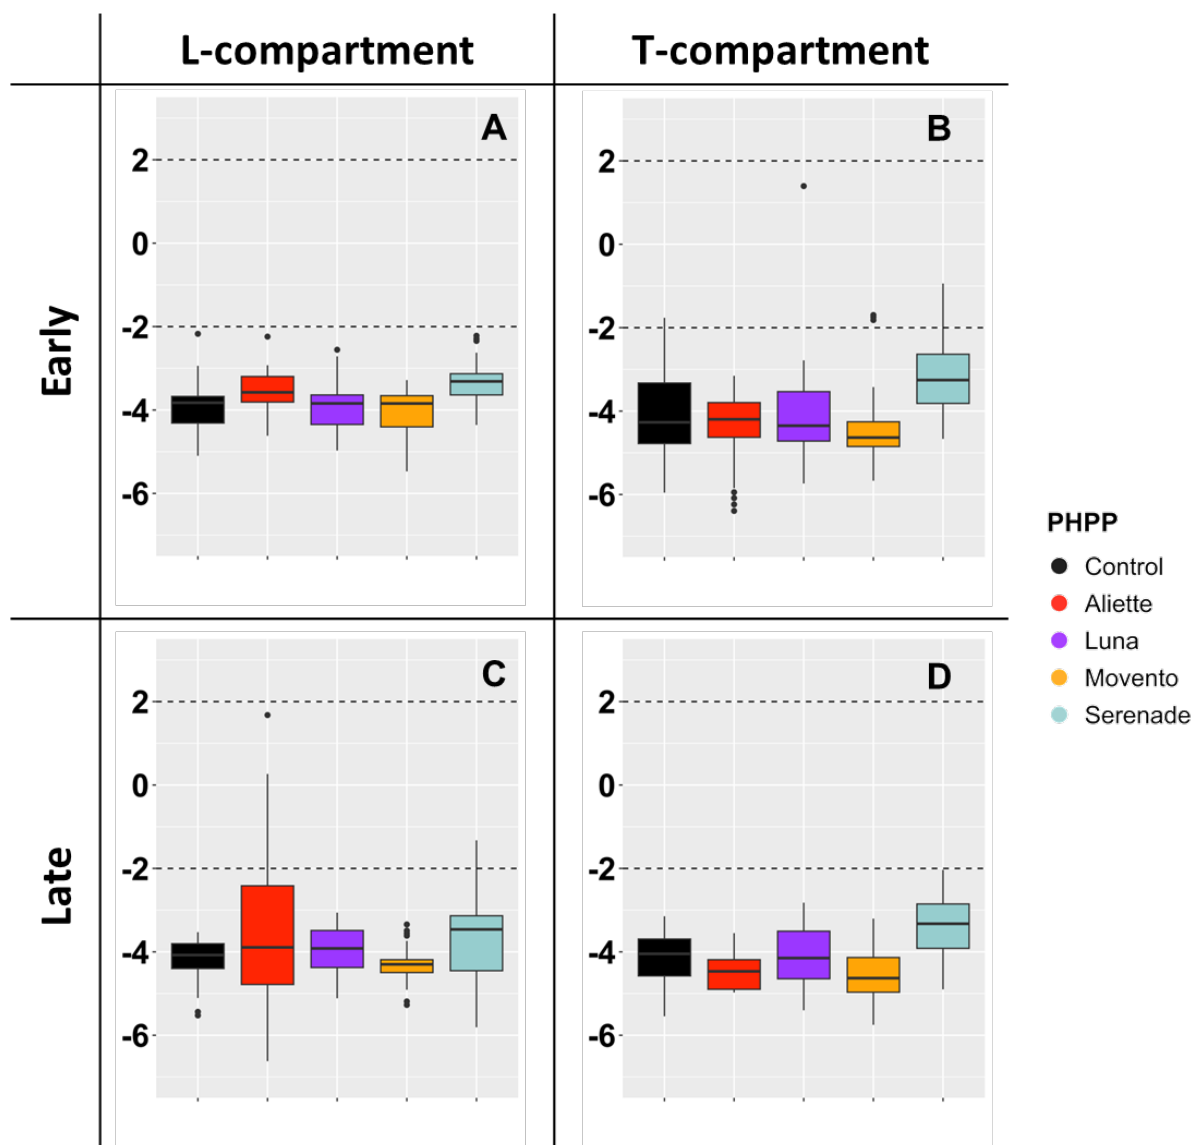 L-compartment T-compartment
Early
A
2
0
-2
-4
-6
B
2
0
-2
-4
-6
Late
C
2
0
-2
-4
-6
D
2
0
-2
-4
-6
PHPP
Control
Aliette
Luna
Movento
Serenade